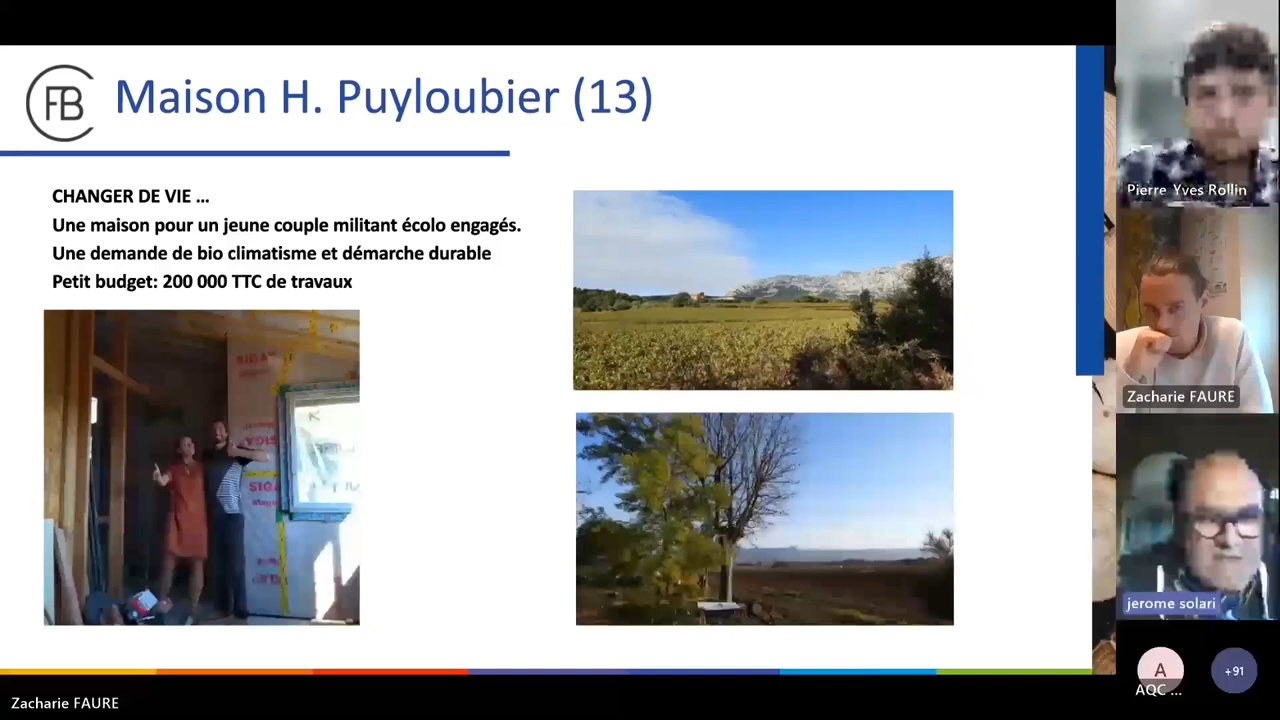 FB
Maison H. Puyloubier (13)
CHANGER DE VIE ...
Une maison pour un jeune couple militant écolo engagés.
Une demande de bio climatisme et démarche durable
Petit budget: 200 000 TTC de travaux
SIGA
SIGA
Pierre Yves Rollin
Zacharie FAURE
jerome solari
A
AQC ...
+91
Zacharie FAURE